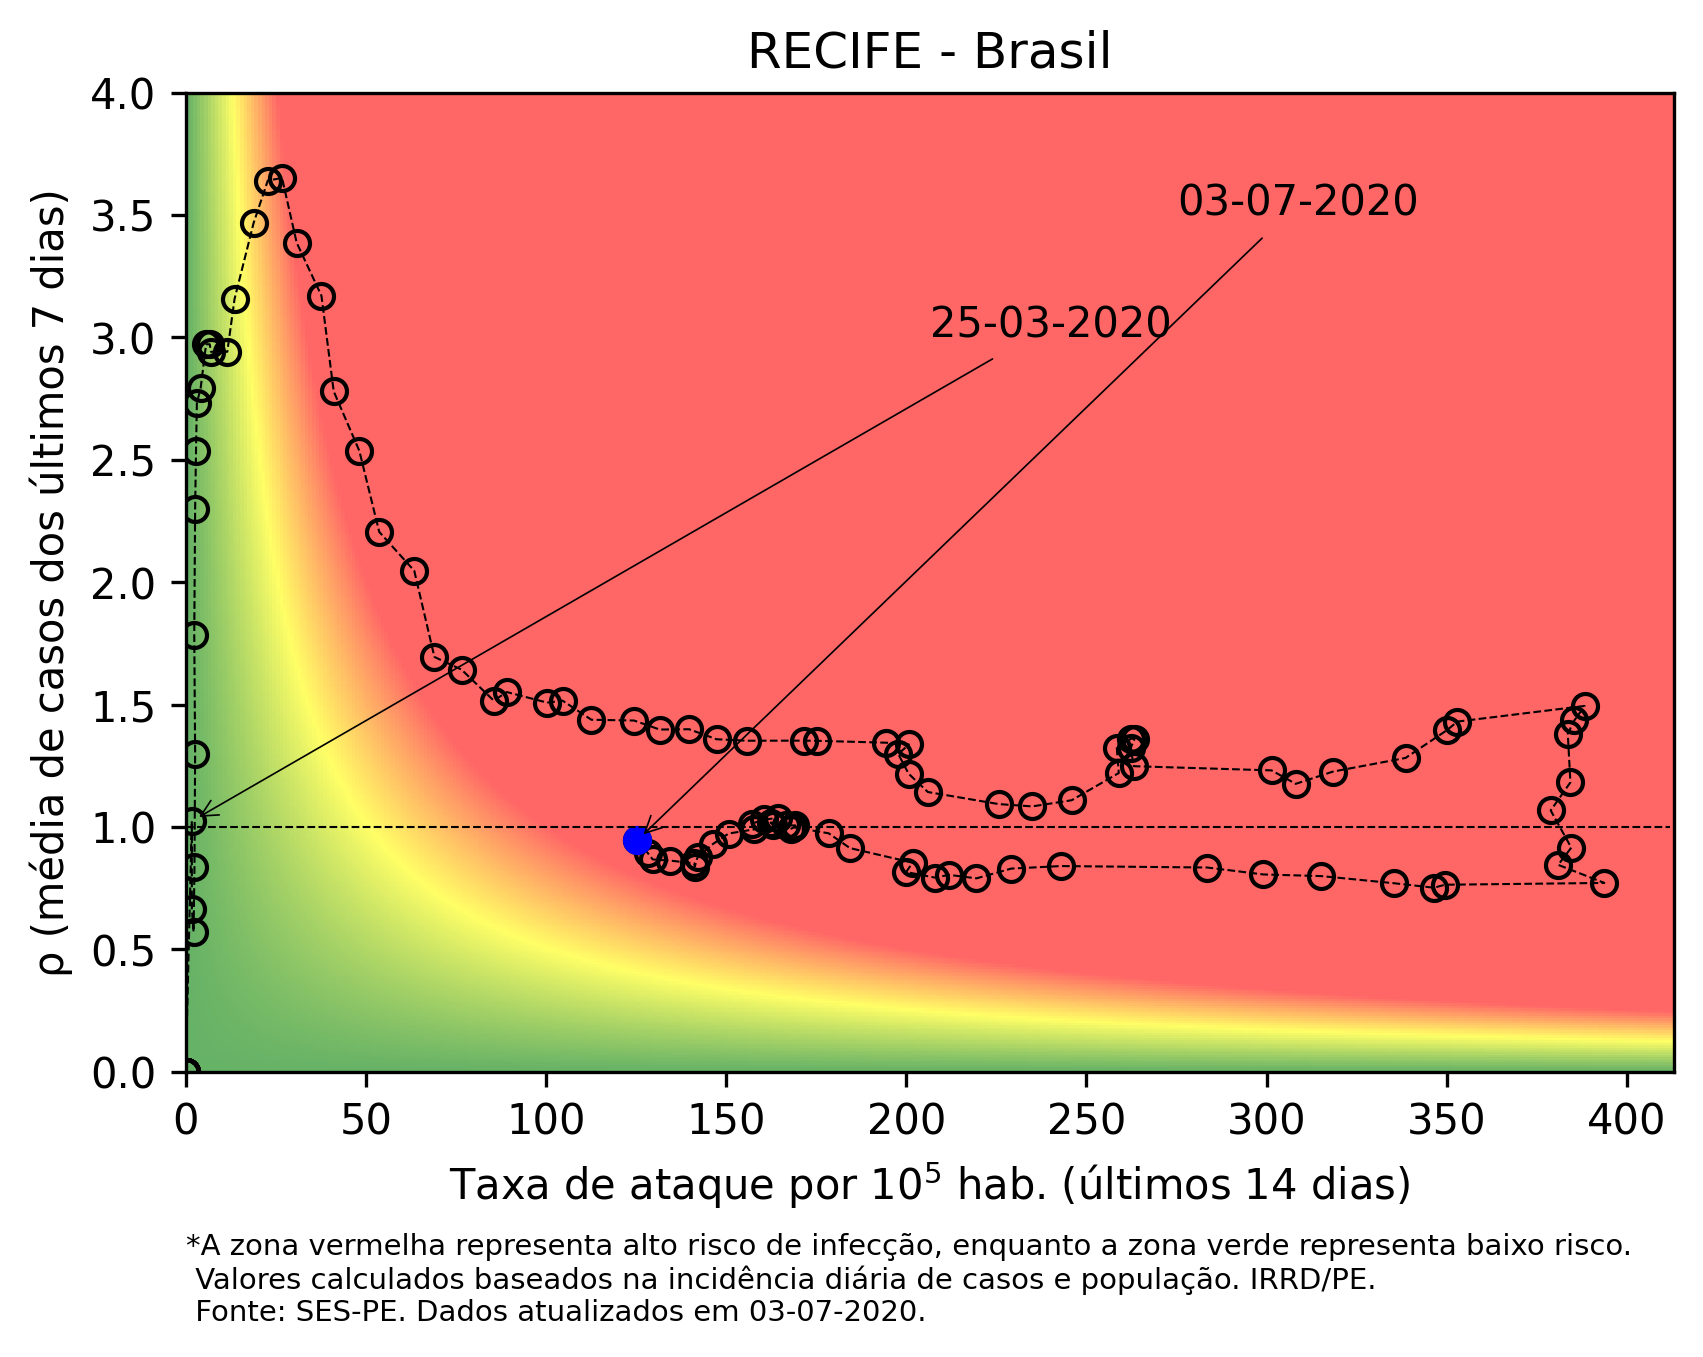 RECIFE - Brasil
4.0
3.5
3.0
2.5
2.0
1.5
1.0
0.5
0.0
ρ (média de casos dos últimos 7 dias)
03-07-2020
25-03-2020
0 50 100 150 200 250 300 350 400
Taxa de ataque por 10⁵ hab. (últimos 14 dias)
*A zona vermelha representa alto risco de infecção, enquanto a zona verde representa baixo risco.
Valores calculados baseados na incidência diária de casos e população. IRRD/PE.
Fonte: SES-PE. Dados atualizados em 03-07-2020.